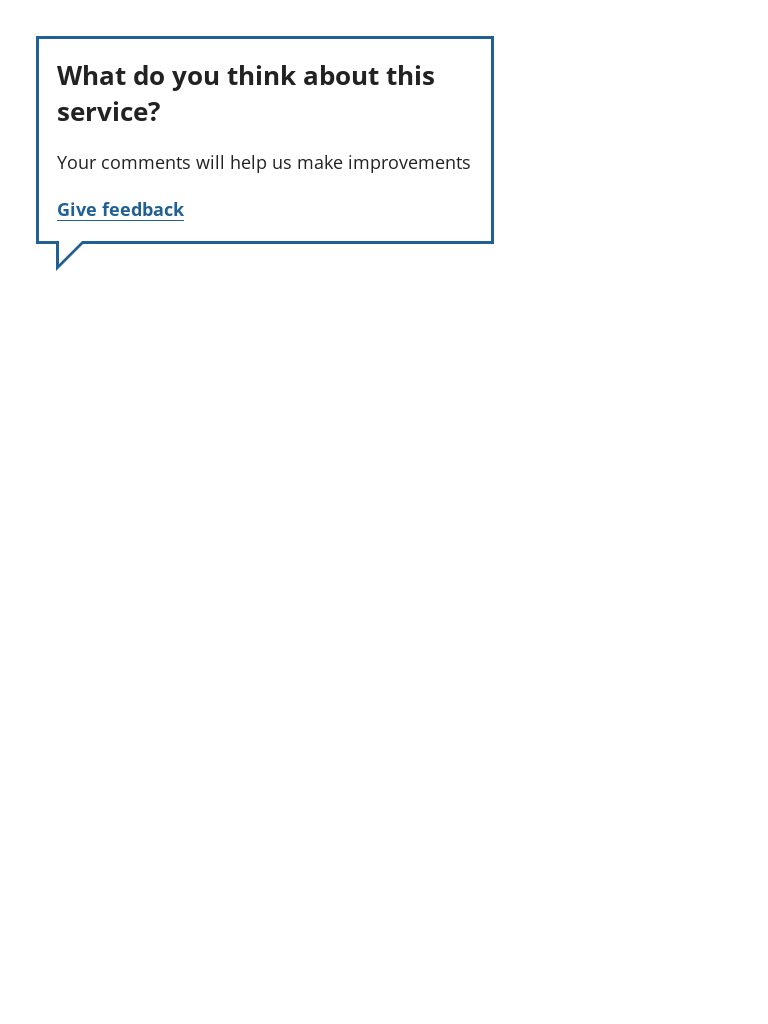 What do you think about this
service?
Your comments will help us make improvements
Give feedback